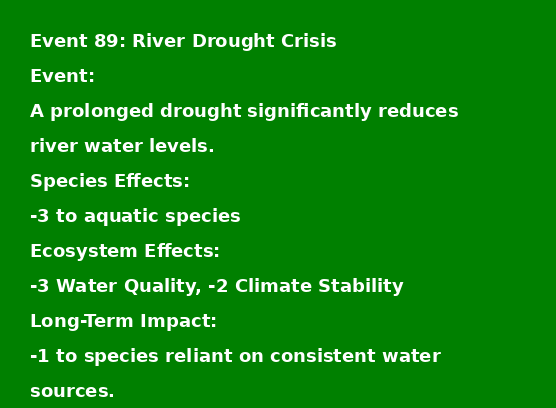 Event 89: River Drought Crisis
Event:
A prolonged drought significantly reduces
river water levels.
Species Effects:
-3 to aquatic species
Ecosystem Effects:
-3 Water Quality, -2 Climate Stability
Long-Term Impact:
-1 to species reliant on consistent water
sources.